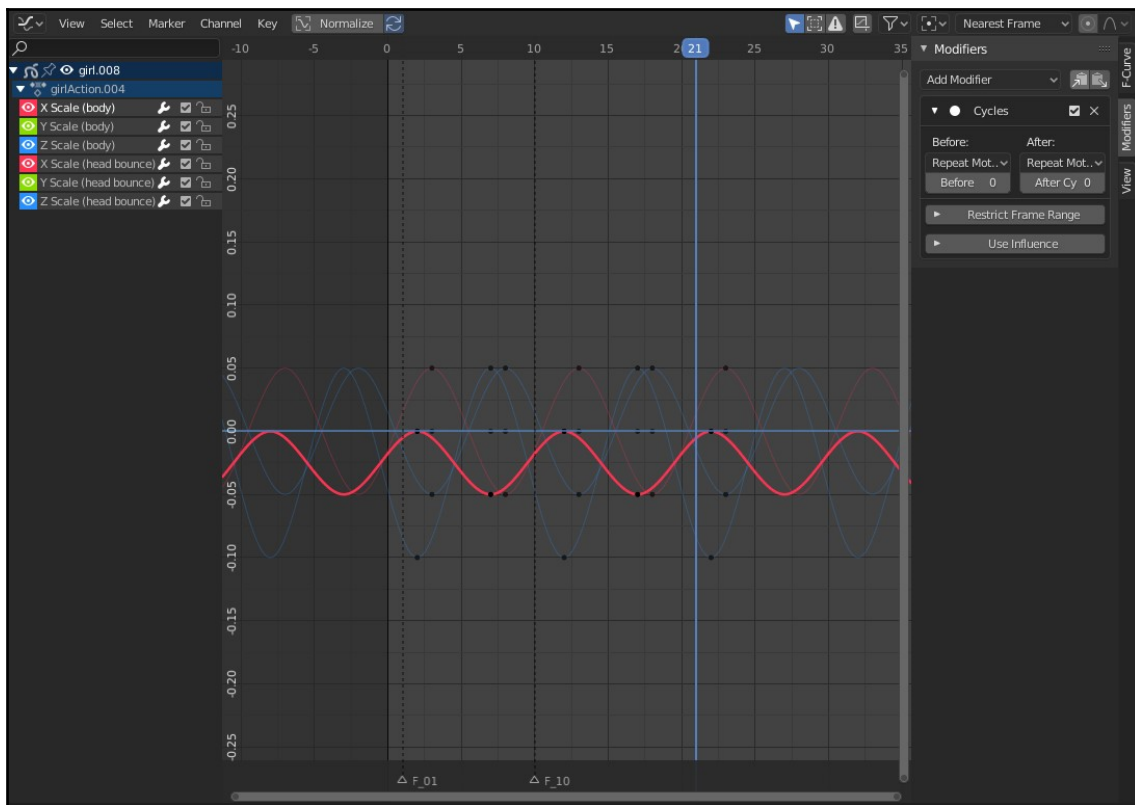 View Select Marker Channel Key Normalize Nearest Frame
-10 -5 0 5 10 15 20 21 25 30 35
Modifiers
girl.008
girlAction.004
X Scale (body)
Y Scale (body)
Z Scale (body)
X Scale (head bounce)
Y Scale (head bounce)
Z Scale (head bounce)
Add Modifier
Cycles
Before: After:
Repeat Mot.. Repeat Mot..
Before 0 After Cy 0
Restrict Frame Range
Use Influence
F-Curve
Modifiers
View
0.25
0.20
0.15
0.10
0.05
0.00
-0.05
-0.10
-0.15
-0.20
-0.25
F_01 F_10